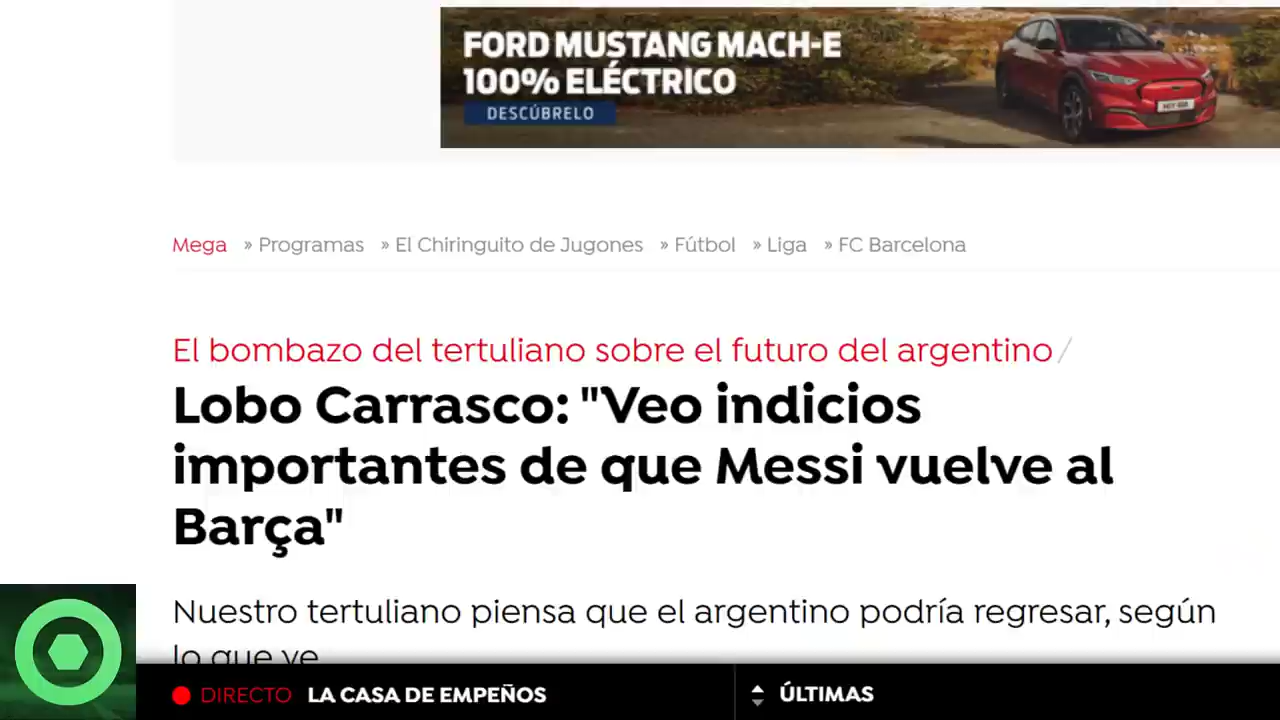 FORD MUSTANG MACH-E
100% ELÉCTRICO
DESCÚBRELO
Mega » Programas » El Chiringuito de Jugones » Fútbol » Liga » FC Barcelona
El bombazo del tertuliano sobre el futuro del argentino /
Lobo Carrasco: "Veo indicios
importantes de que Messi vuelve al
Barça"
Nuestro tertuliano piensa que el argentino podría regresar, según
lo que ve
DIRECTO LA CASA DE EMPEÑOS
ÚLTIMAS